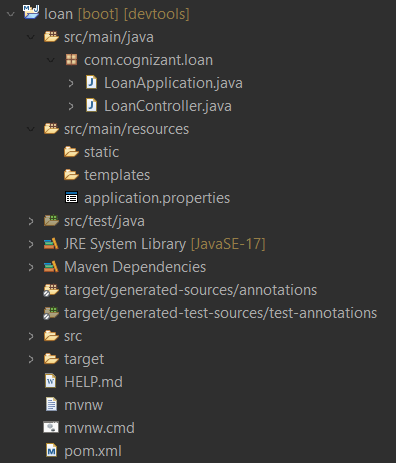 loan [boot] [devtools]
src/main/java
com.cognizant.loan
LoanApplication.java
LoanController.java
src/main/resources
static
templates
application.properties
src/test/java
JRE System Library [JavaSE-17]
Maven Dependencies
target/generated-sources/annotations
target/generated-test-sources/test-annotations
src
target
HELP.md
mvnw
mvnw.cmd
pom.xml